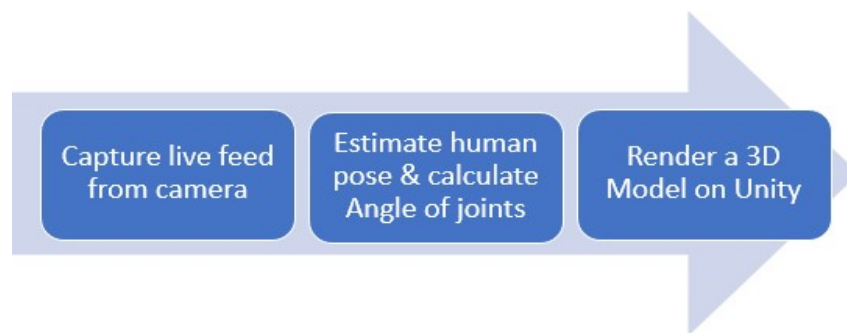 Capture live feed
from camera
Estimate human
pose & calculate
Angle of joints
Render a 3D
Model on Unity